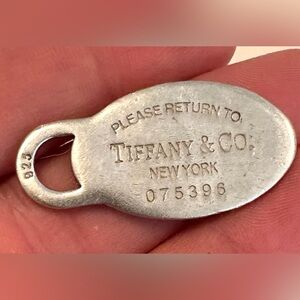 PLEASE RETURN TO
TIFFANY & CO.
NEW YORK
075396
925